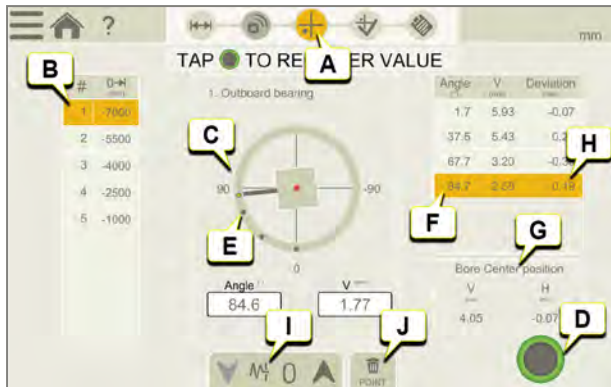 ?
mm
A
TAP TO RE ER VALUE
B
# 0
1 -7000
2 -5500
3 -4000
4 -2500
5 -1000
1. Outboard bearing
C
90 -90
E
0
Angle V
84.6 1.77
Angle V Deviation
1.7 5.93 -0.07
37.5 5.43
67.7 3.20
H
84.7 0.49
F
G
Bore Center position
V H
4.05 -0.07
D
I
J
0
POINT